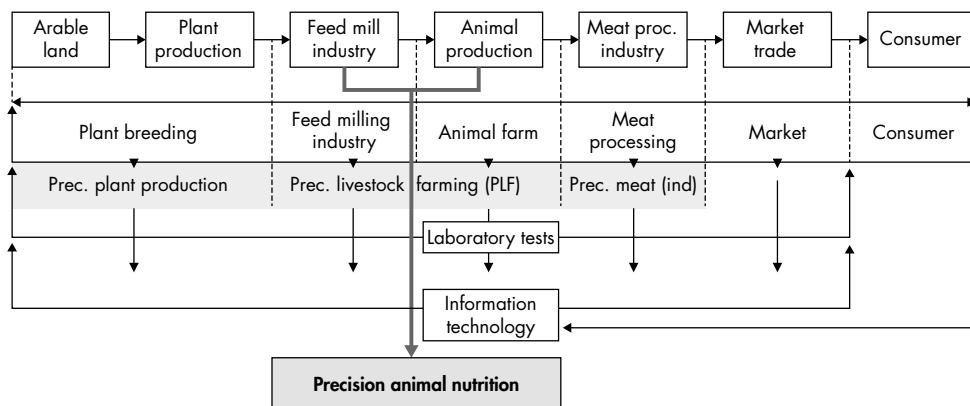 Arable
land
Plant
production
Feed mill
industry
Animal
production
Meat proc.
industry
Market
trade
Consumer
Plant breeding
Feed milling
industry
Animal farm
Meat
processing
Market
Consumer
Prec. plant production
Prec. livestock farming (PLF)
Prec. meat (ind)
Laboratory tests
Information
technology
Precision animal nutrition